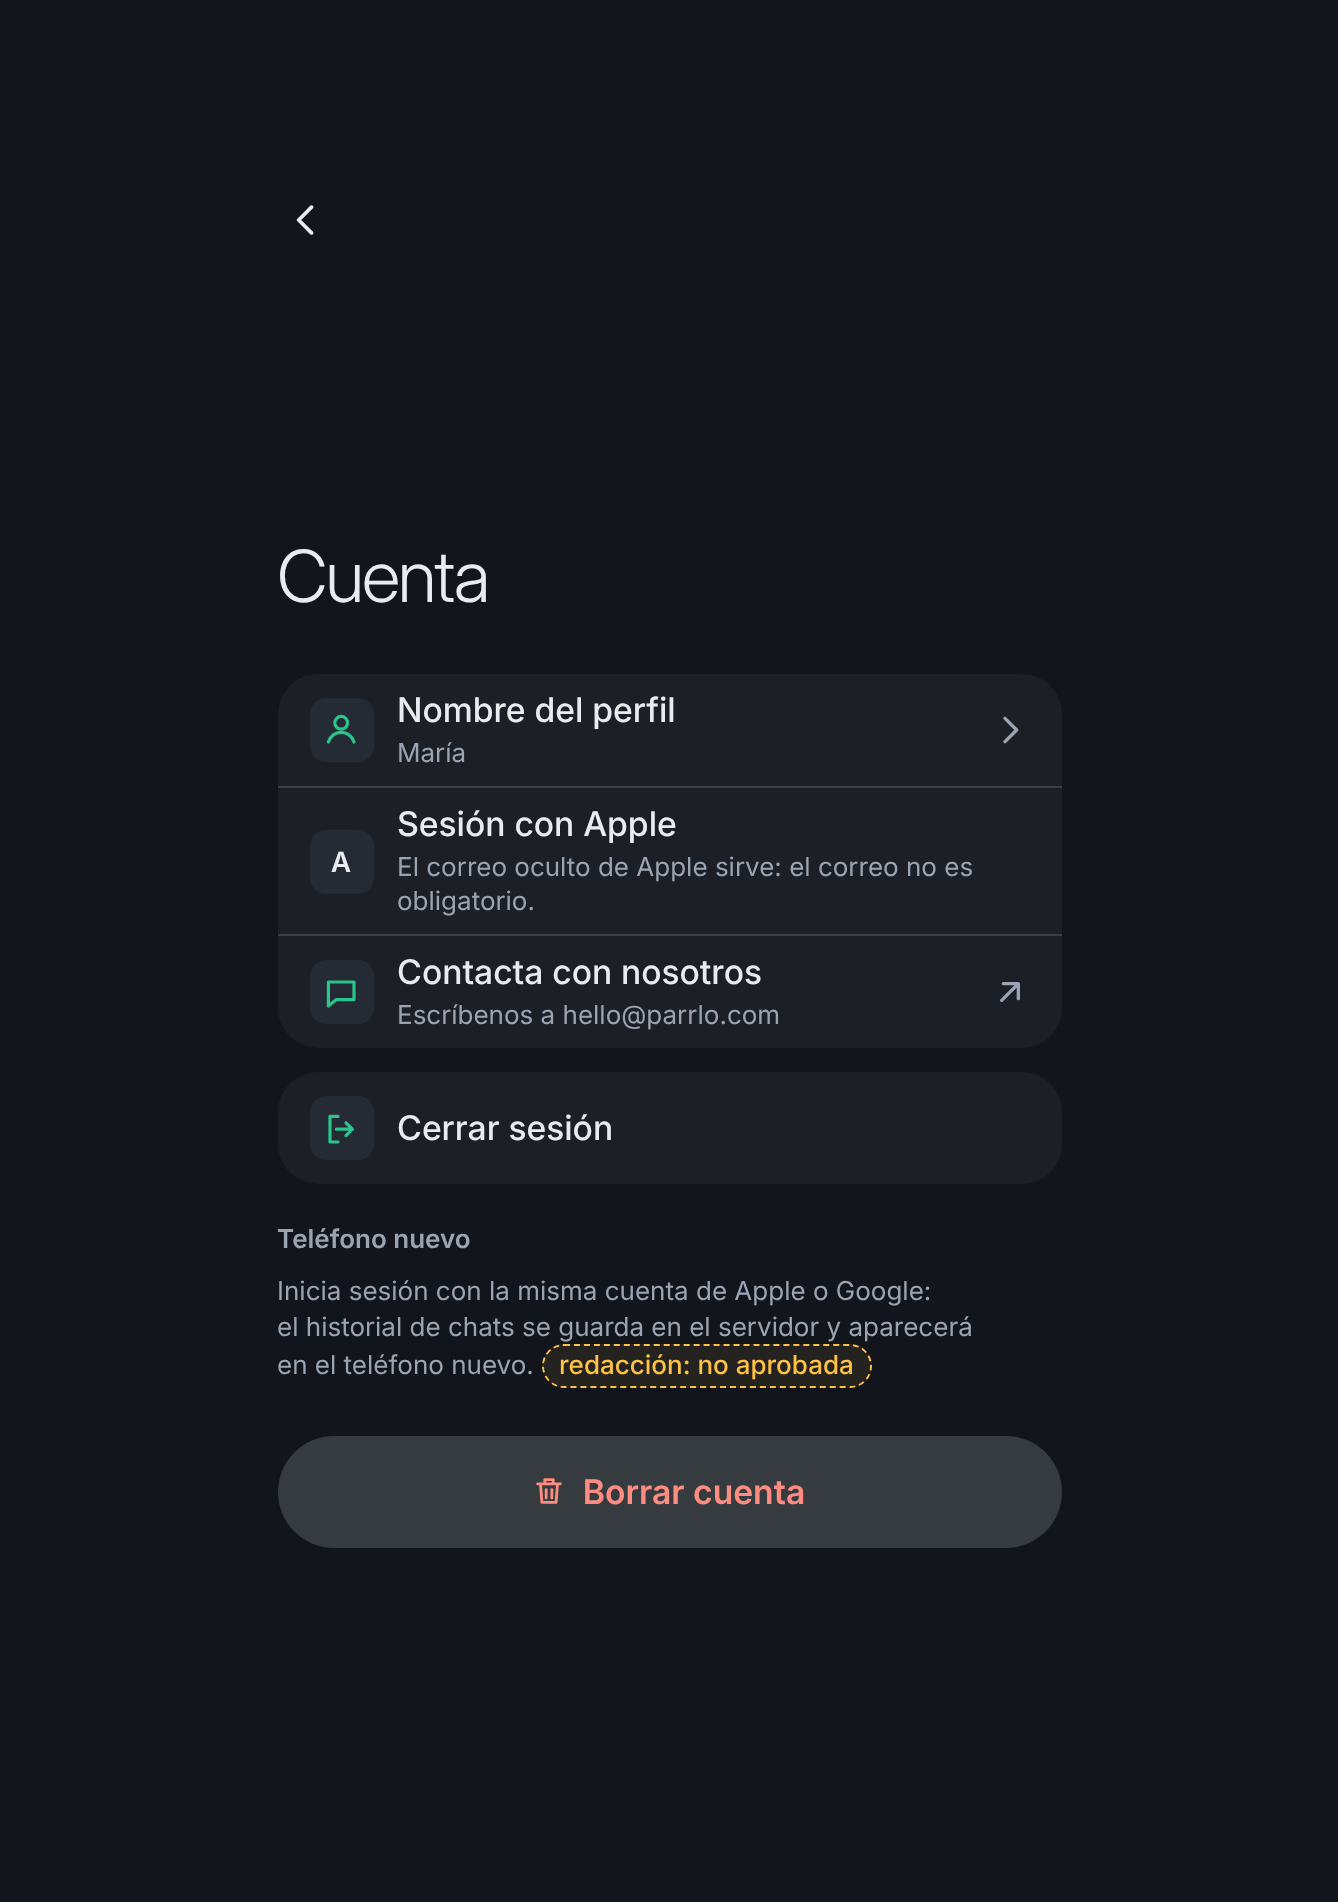 Cuenta
Nombre del perfil
María
A
Sesión con Apple
El correo oculto de Apple sirve: el correo no es
obligatorio.
Contacta con nosotros
Escríbenos a hello@parrlo.com
Cerrar sesión
Teléfono nuevo
Inicia sesión con la misma cuenta de Apple o Google:
el historial de chats se guarda en el servidor y aparecerá
en el teléfono nuevo. redacción: no aprobada
Borrar cuenta